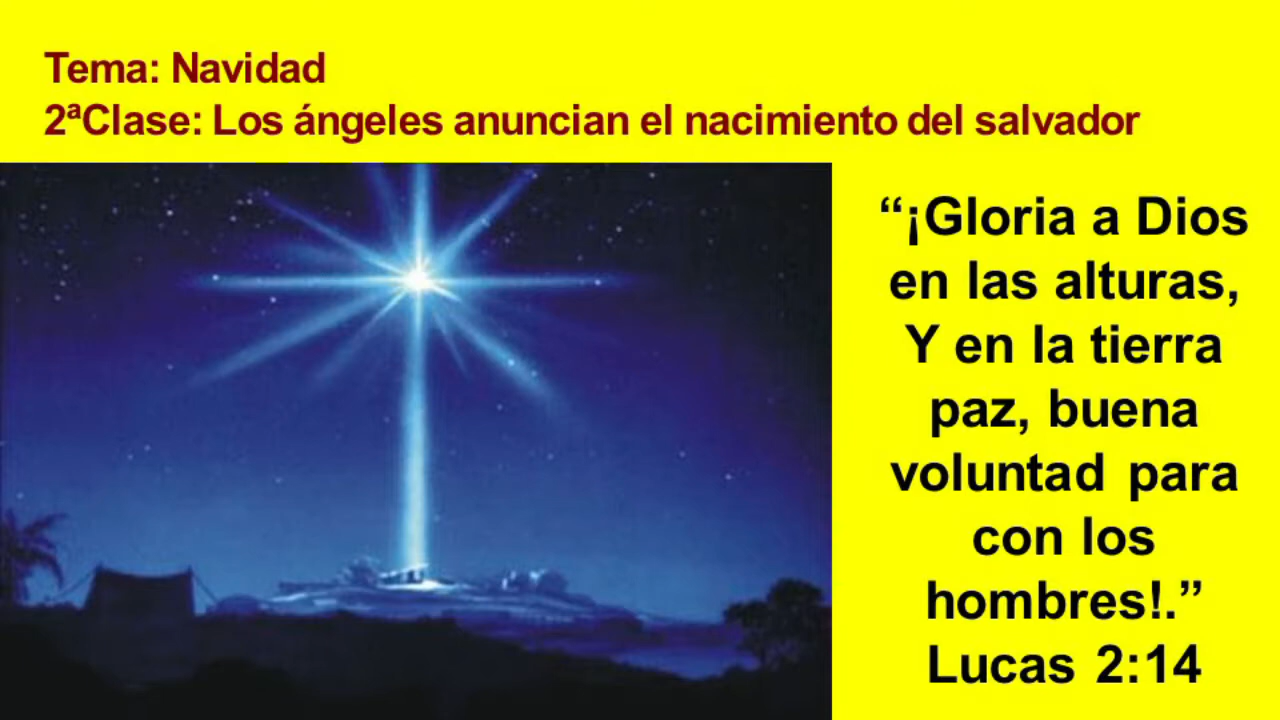 Tema: Navidad
2ªClase: Los ángeles anuncian el nacimiento del salvador
“¡Gloria a Dios
en las alturas,
Y en la tierra
paz, buena
voluntad para
con los
hombres!.”
Lucas 2:14